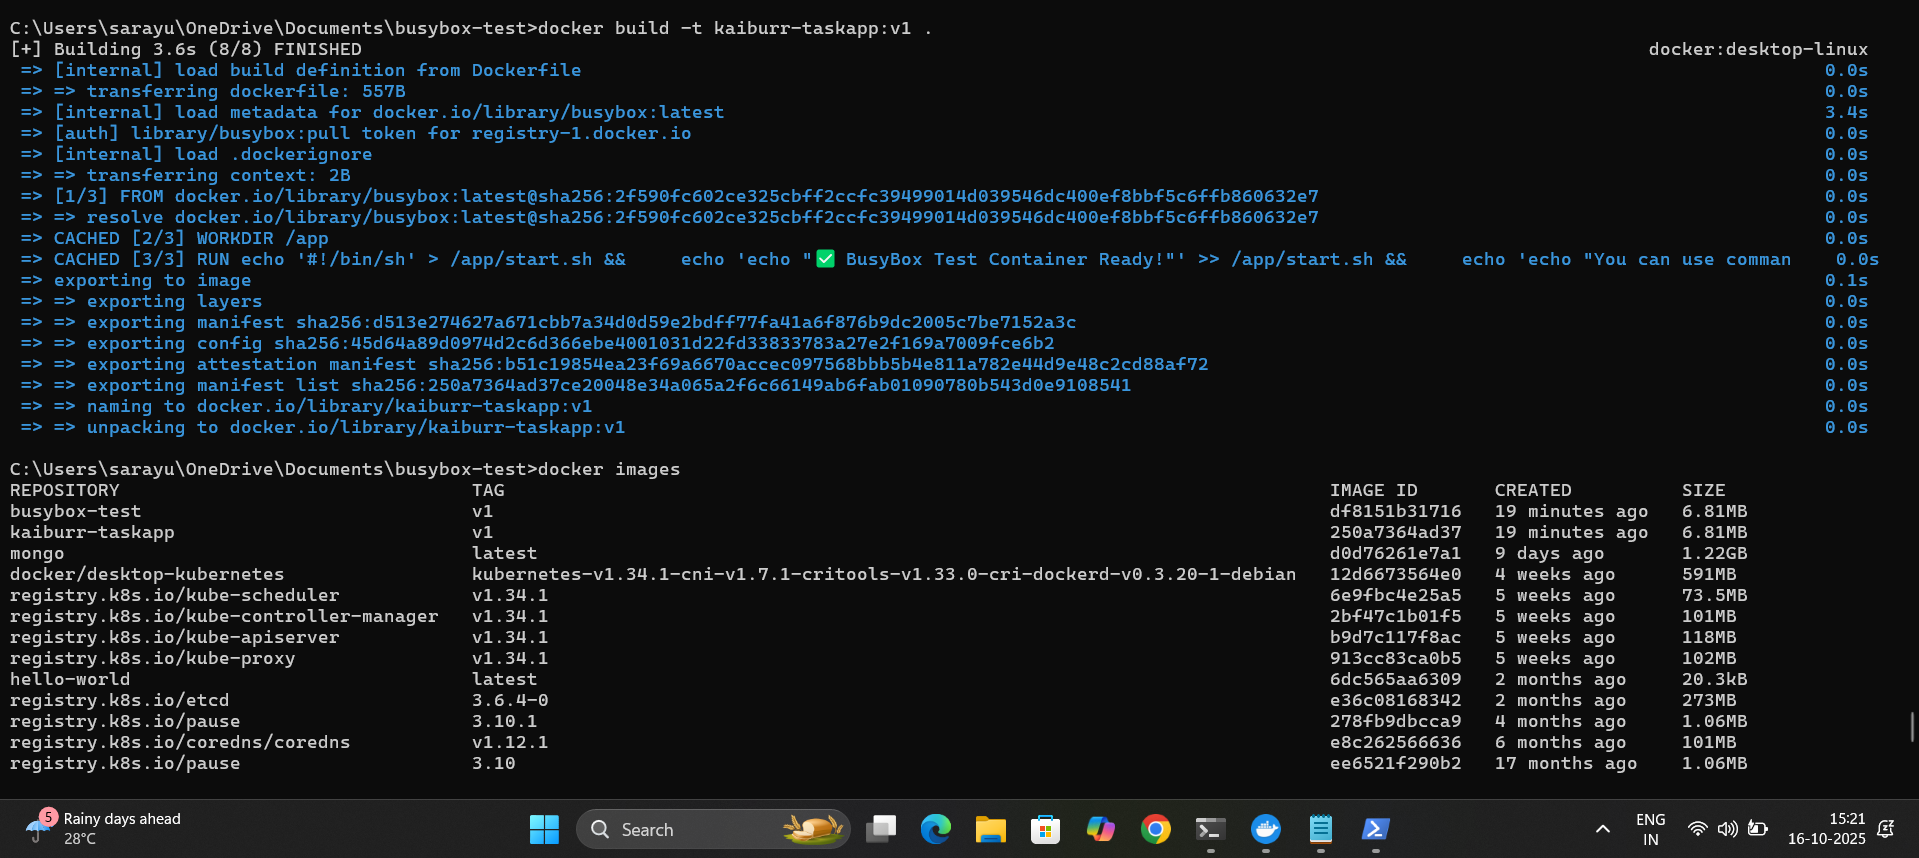 C:\Users\sarayu\OneDrive\Documents\busybox-test>docker build -t kaiburr-taskapp:v1 .
[+] Building 3.6s (8/8) FINISHED docker:desktop-linux
=> [internal] load build definition from Dockerfile 0.0s
=> => transferring dockerfile: 557B 0.0s
=> [internal] load metadata for docker.io/library/busybox:latest 3.4s
=> [auth] library/busybox:pull token for registry-1.docker.io 0.0s
=> [internal] load .dockerignore 0.0s
=> => transferring context: 2B 0.0s
=> [1/3] FROM docker.io/library/busybox:latest@sha256:2f590fc602ce325cbff2ccfc39499014d039546dc400ef8bbf5c6ffb860632e7 0.0s
=> => resolve docker.io/library/busybox:latest@sha256:2f590fc602ce325cbff2ccfc39499014d039546dc400ef8bbf5c6ffb860632e7 0.0s
=> CACHED [2/3] WORKDIR /app 0.0s
=> CACHED [3/3] RUN echo '#!/bin/sh' > /app/start.sh && echo 'echo "✅ BusyBox Test Container Ready!"' >> /app/start.sh && echo 'echo "You can use comman 0.0s
=> exporting to image 0.1s
=> => exporting layers 0.0s
=> => exporting manifest sha256:d513e274627a671cbb7a34d0d59e2bdff77fa41a6f876b9dc2005c7be7152a3c 0.0s
=> => exporting config sha256:45d64a89d0974d2c6d366ebe4001031d22fd33833783a27e2f169a7009fce6b2 0.0s
=> => exporting attestation manifest sha256:b51c19854ea23f69a6670accec097568bbb5b4e811a782e44d9e48c2cd88af72 0.0s
=> => exporting manifest list sha256:250a7364ad37ce20048e34a065a2f6c66149ab6fab01090780b543d0e9108541 0.0s
=> => naming to docker.io/library/kaiburr-taskapp:v1 0.0s
=> => unpacking to docker.io/library/kaiburr-taskapp:v1 0.0s
C:\Users\sarayu\OneDrive\Documents\busybox-test>docker images
REPOSITORY TAG IMAGE ID CREATED SIZE
busybox-test v1 df8151b31716 19 minutes ago 6.81MB
kaiburr-taskapp v1 250a7364ad37 19 minutes ago 6.81MB
mongo latest d0d76261e7a1 9 days ago 1.22GB
docker/desktop-kubernetes kubernetes-v1.34.1-cni-v1.7.1-critools-v1.33.0-cri-dockerd-v0.3.20-1-debian 12d6673564e0 4 weeks ago 591MB
registry.k8s.io/kube-scheduler v1.34.1 6e9fbc4e25a5 5 weeks ago 73.5MB
registry.k8s.io/kube-controller-manager v1.34.1 2bf47c1b01f5 5 weeks ago 101MB
registry.k8s.io/kube-apiserver v1.34.1 b9d7c117f8ac 5 weeks ago 118MB
registry.k8s.io/kube-proxy v1.34.1 913cc83ca0b5 5 weeks ago 102MB
hello-world latest 6dc565aa6309 2 months ago 20.3kB
registry.k8s.io/etcd 3.6.4-0 e36c08168342 2 months ago 273MB
registry.k8s.io/pause 3.10.1 278fb9dbcca9 4 months ago 1.06MB
registry.k8s.io/coredns/coredns v1.12.1 e8c262566636 6 months ago 101MB
registry.k8s.io/pause 3.10 ee6521f290b2 17 months ago 1.06MB
5 Rainy days ahead
28°C
Search
ENG
IN
15:21
16-10-2025